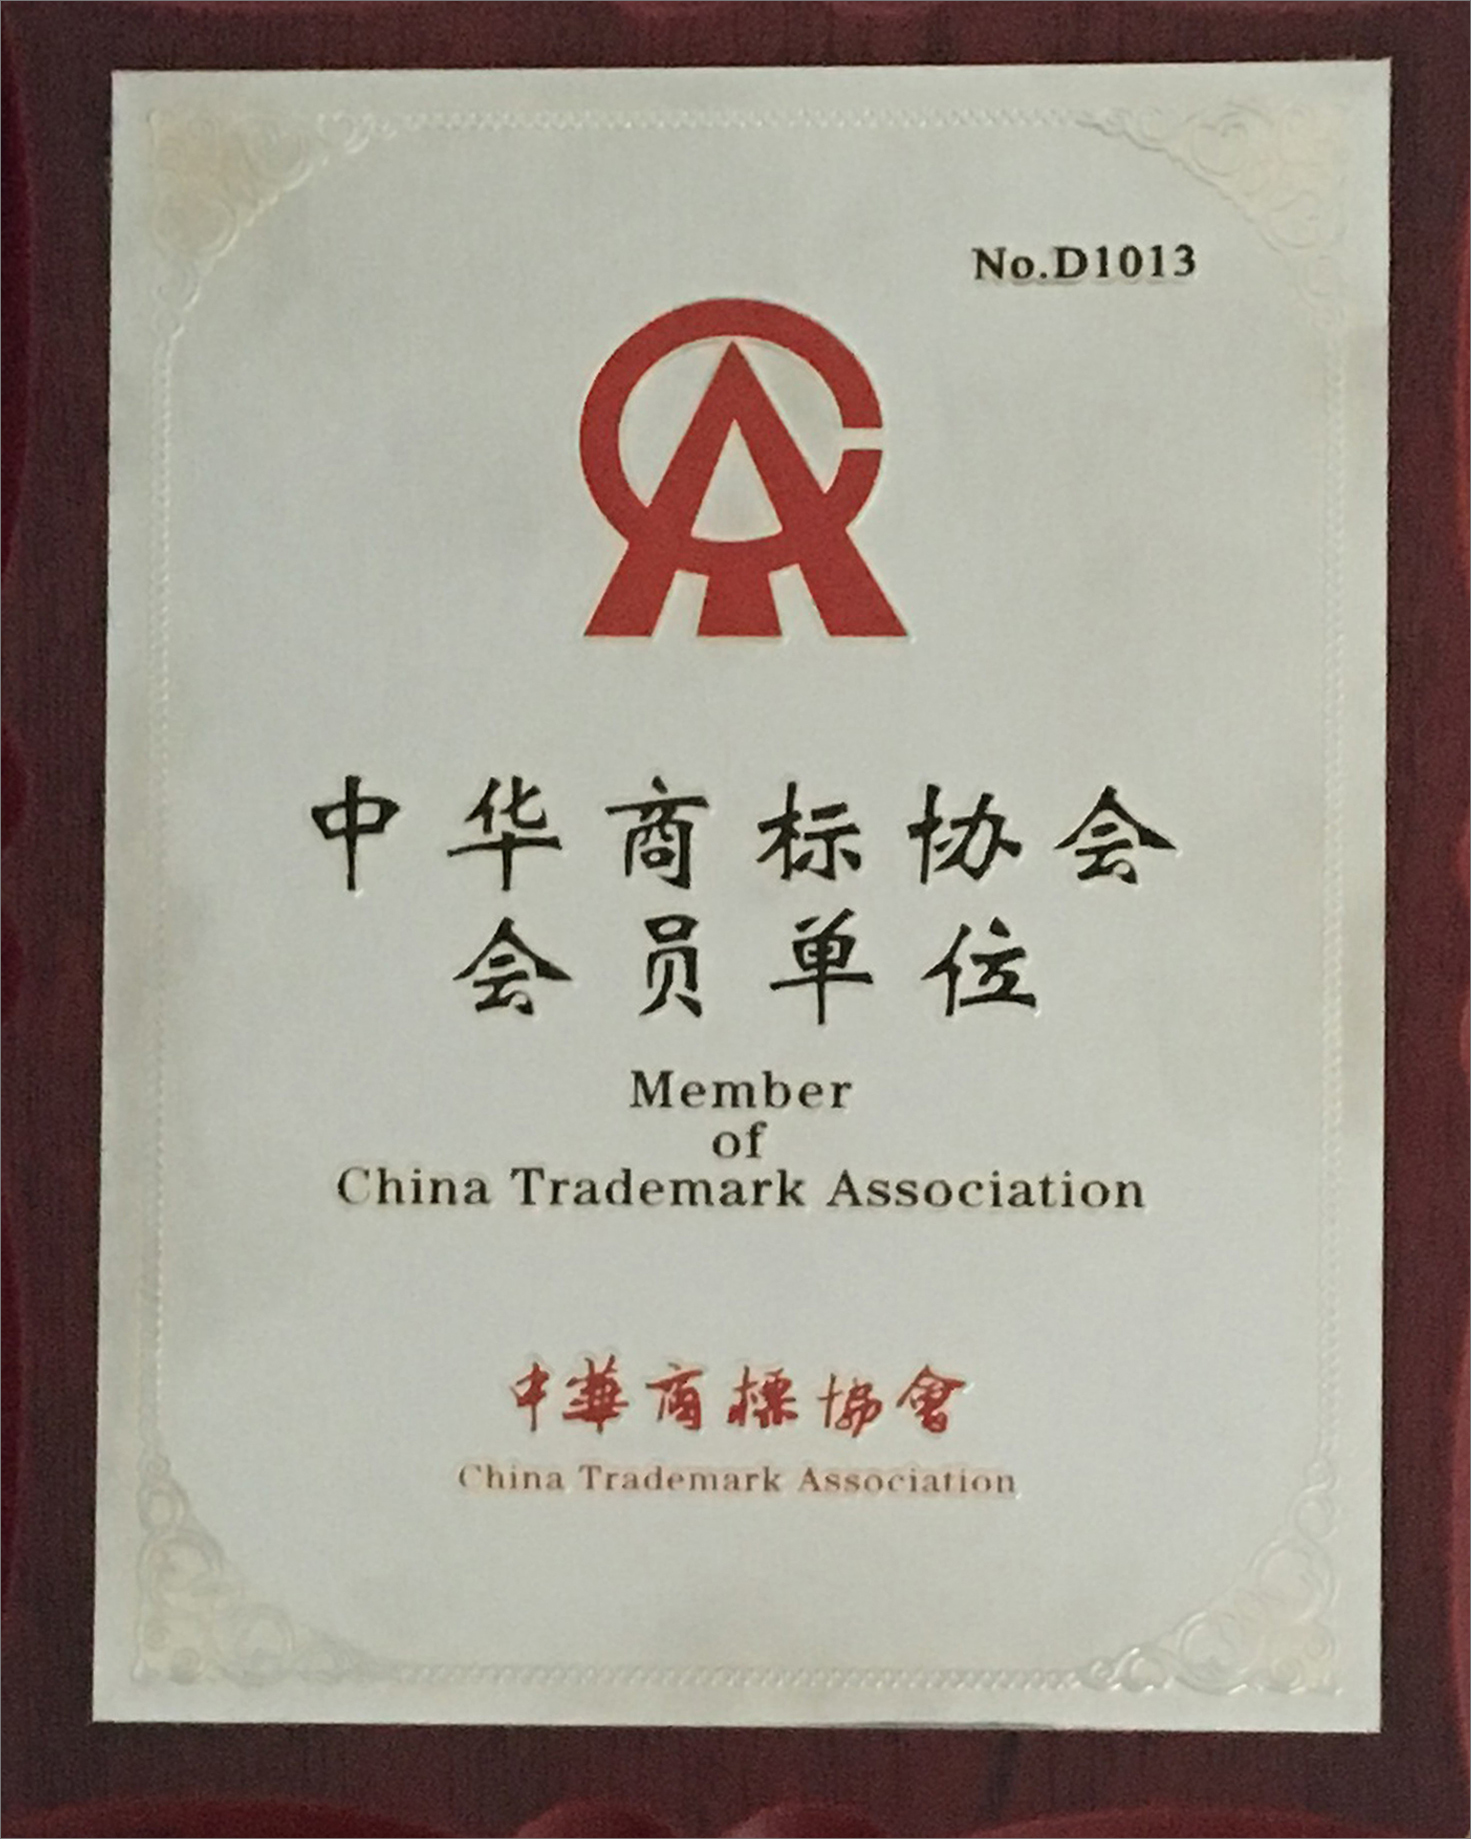 No.D1013
中华商标协会
会员单位
Member
of
China Trademark Association
中華商標協會
China Trademark Association